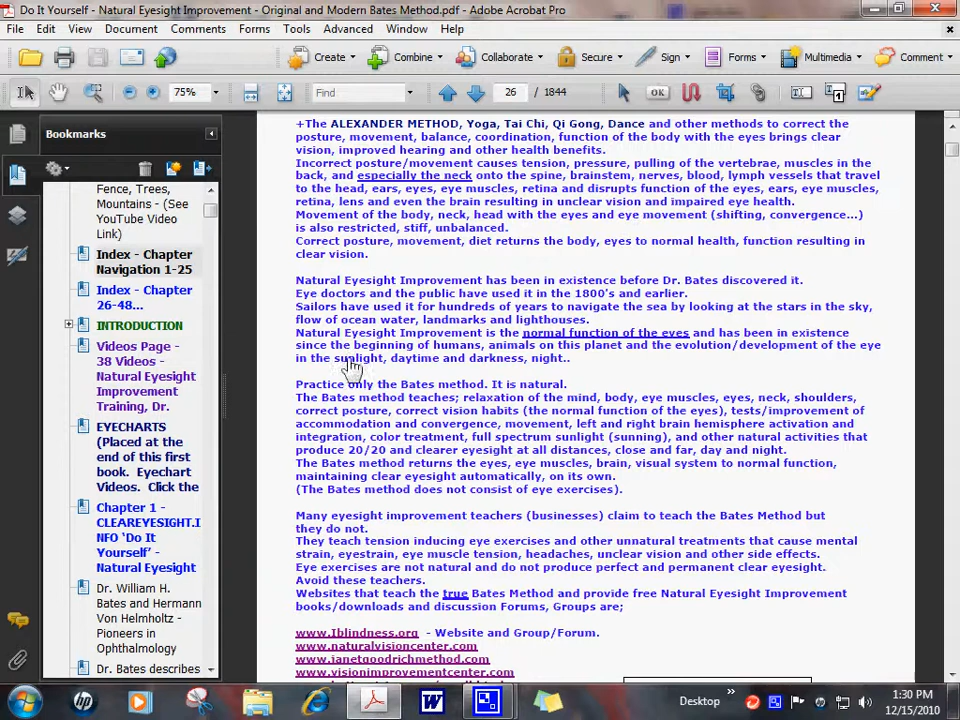 Do It Yourself - Natural Eyesight Improvement - Original and Modern Bates Method.pdf - Adobe Acrobat Pro
File Edit View Document Comments Forms Tools Advanced Window Help
Create Combine Collaborate Secure Sign Forms Multimedia Comment
75% Find 26 / 1844
Bookmarks
Fence, Trees,
Mountains - (See
YouTube Video
Link)
Index - Chapter
Navigation 1-25
Index - Chapter
26-48...
INTRODUCTION
Videos Page -
38 Videos -
Natural Eyesight
Improvement
Training, Dr.
EYECHARTS
(Placed at the
end of this first
book. Eyechart
Videos. Click the
Chapter 1 -
CLEAREYESIGHT.I
NFO ‘Do It
Yourself’ -
Natural Eyesight
Dr. William H.
Bates and Hermann
Von Helmholtz -
Pioneers in
Ophthalmology
Dr. Bates describes
+The ALEXANDER METHOD, Yoga, Tai Chi, Qi Gong, Dance and other methods to correct the
posture, movement, balance, coordination, function of the body with the eyes brings clear
vision, improved hearing and other health benefits.
Incorrect posture/movement causes tension, pressure, pulling of the vertebrae, muscles in the
back, and especially the neck onto the spine, brainstem, nerves, blood, lymph vessels that travel
to the head, ears, eyes, eye muscles, retina and disrupts function of the eyes, ears, eye muscles,
retina, lens and even the brain resulting in unclear vision and impaired eye health.
Movement of the body, neck, head with the eyes and eye movement (shifting, convergence...)
is also restricted, stiff, unbalanced.
Correct posture, movement, diet returns the body, eyes to normal health, function resulting in
clear vision.
Natural Eyesight Improvement has been in existence before Dr. Bates discovered it.
Eye doctors and the public have used it in the 1800's and earlier.
Sailors have used it for hundreds of years to navigate the sea by looking at the stars in the sky,
flow of ocean water, landmarks and lighthouses.
Natural Eyesight Improvement is the normal function of the eyes and has been in existence
since the beginning of humans, animals on this planet and the evolution/development of the eye
in the sunlight, daytime and darkness, night..
Practice only the Bates method. It is natural.
The Bates method teaches; relaxation of the mind, body, eye muscles, eyes, neck, shoulders,
correct posture, correct vision habits (the normal function of the eyes), tests/improvement of
accommodation and convergence, movement, left and right brain hemisphere activation and
integration, color treatment, full spectrum sunlight (sunning), and other natural activities that
produce 20/20 and clearer eyesight at all distances, close and far, day and night.
The Bates method returns the eyes, eye muscles, brain, visual system to normal function,
maintaining clear eyesight automatically, on its own.
(The Bates method does not consist of eye exercises).
Many eyesight improvement teachers (businesses) claim to teach the Bates Method but
they do not.
They teach tension inducing eye exercises and other unnatural treatments that cause mental
strain, eyestrain, eye muscle tension, headaches, unclear vision and other side effects.
Eye exercises are not natural and do not produce perfect and permanent clear eyesight.
Avoid these teachers.
Websites that teach the true Bates Method and provide free Natural Eyesight Improvement
books/downloads and discussion Forums, Groups are;
www.Iblindness.org - Website and Group/Forum.
www.naturalvisioncenter.com
www.janetgoodrichmethod.com
www.visionimprovementcenter.com
Desktop
1:30 PM
12/15/2010